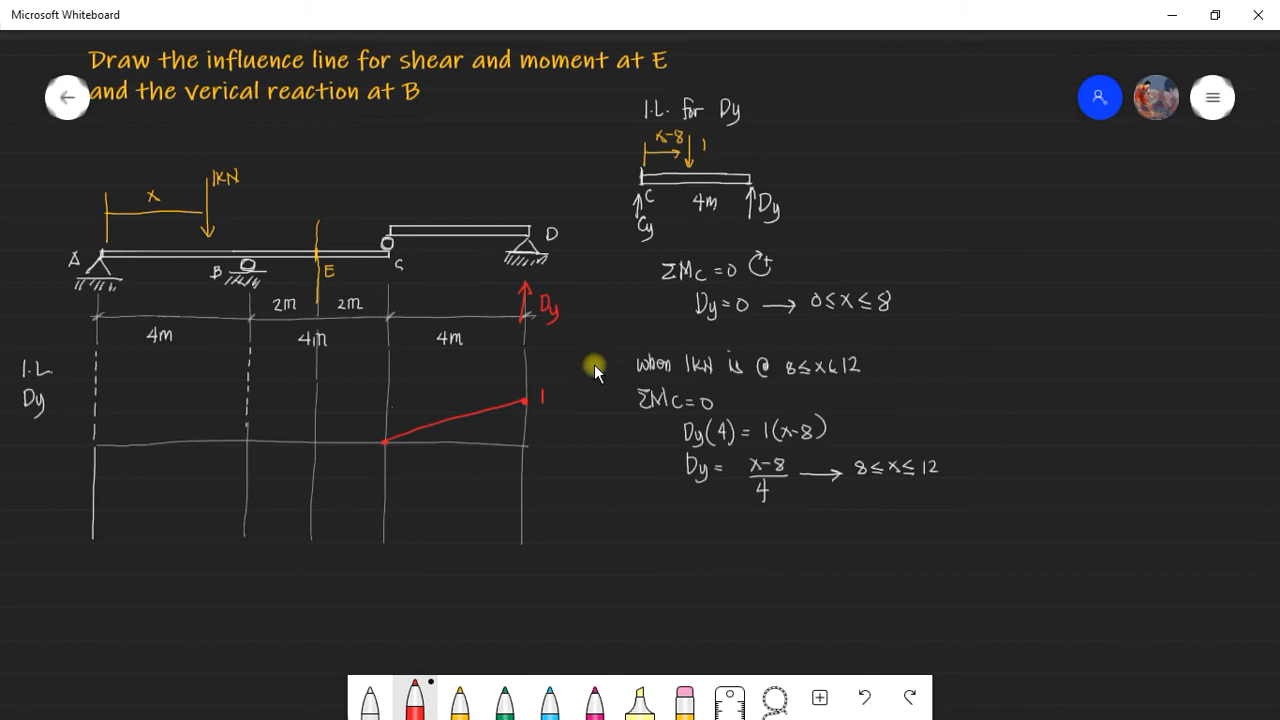 Microsoft Whiteboard
Draw the influence line for shear and moment at E
and the verical reaction at B
I.L. for Dy
x-8
1
C
4m
Dy
Cy
1KN
x
A
B
E
C
D
2m
2m
Dy
4m
4m
4m
I.L
Dy
1
ΣMc=0
Dy=0 → 0≤x≤8
when 1KN is @ 8≤x≤12
ΣMc=0
Dy(4) = 1(x-8)
Dy= x-8/4 → 8≤x≤12